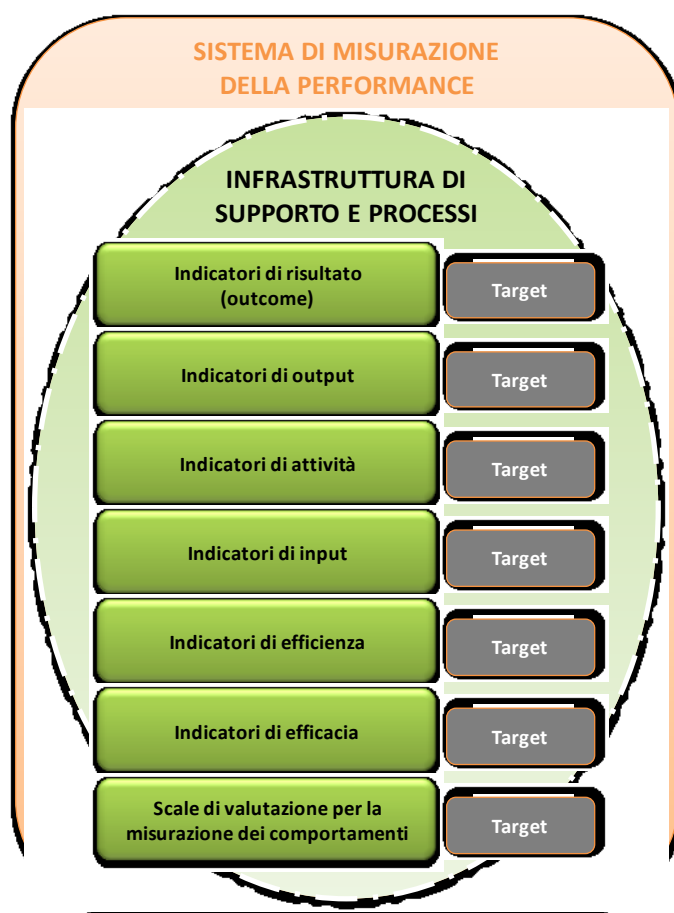 SISTEMA DI MISURAZIONE
DELLA PERFORMANCE
INFRASTRUTTURA DI
SUPPORTO E PROCESSI
Indicatori di risultato
(outcome)
Target
Indicatori di output
Target
Indicatori di attività
Target
Indicatori di input
Target
Indicatori di efficienza
Target
Indicatori di efficacia
Target
Scale di valutazione per la
misurazione dei comportamenti
Target